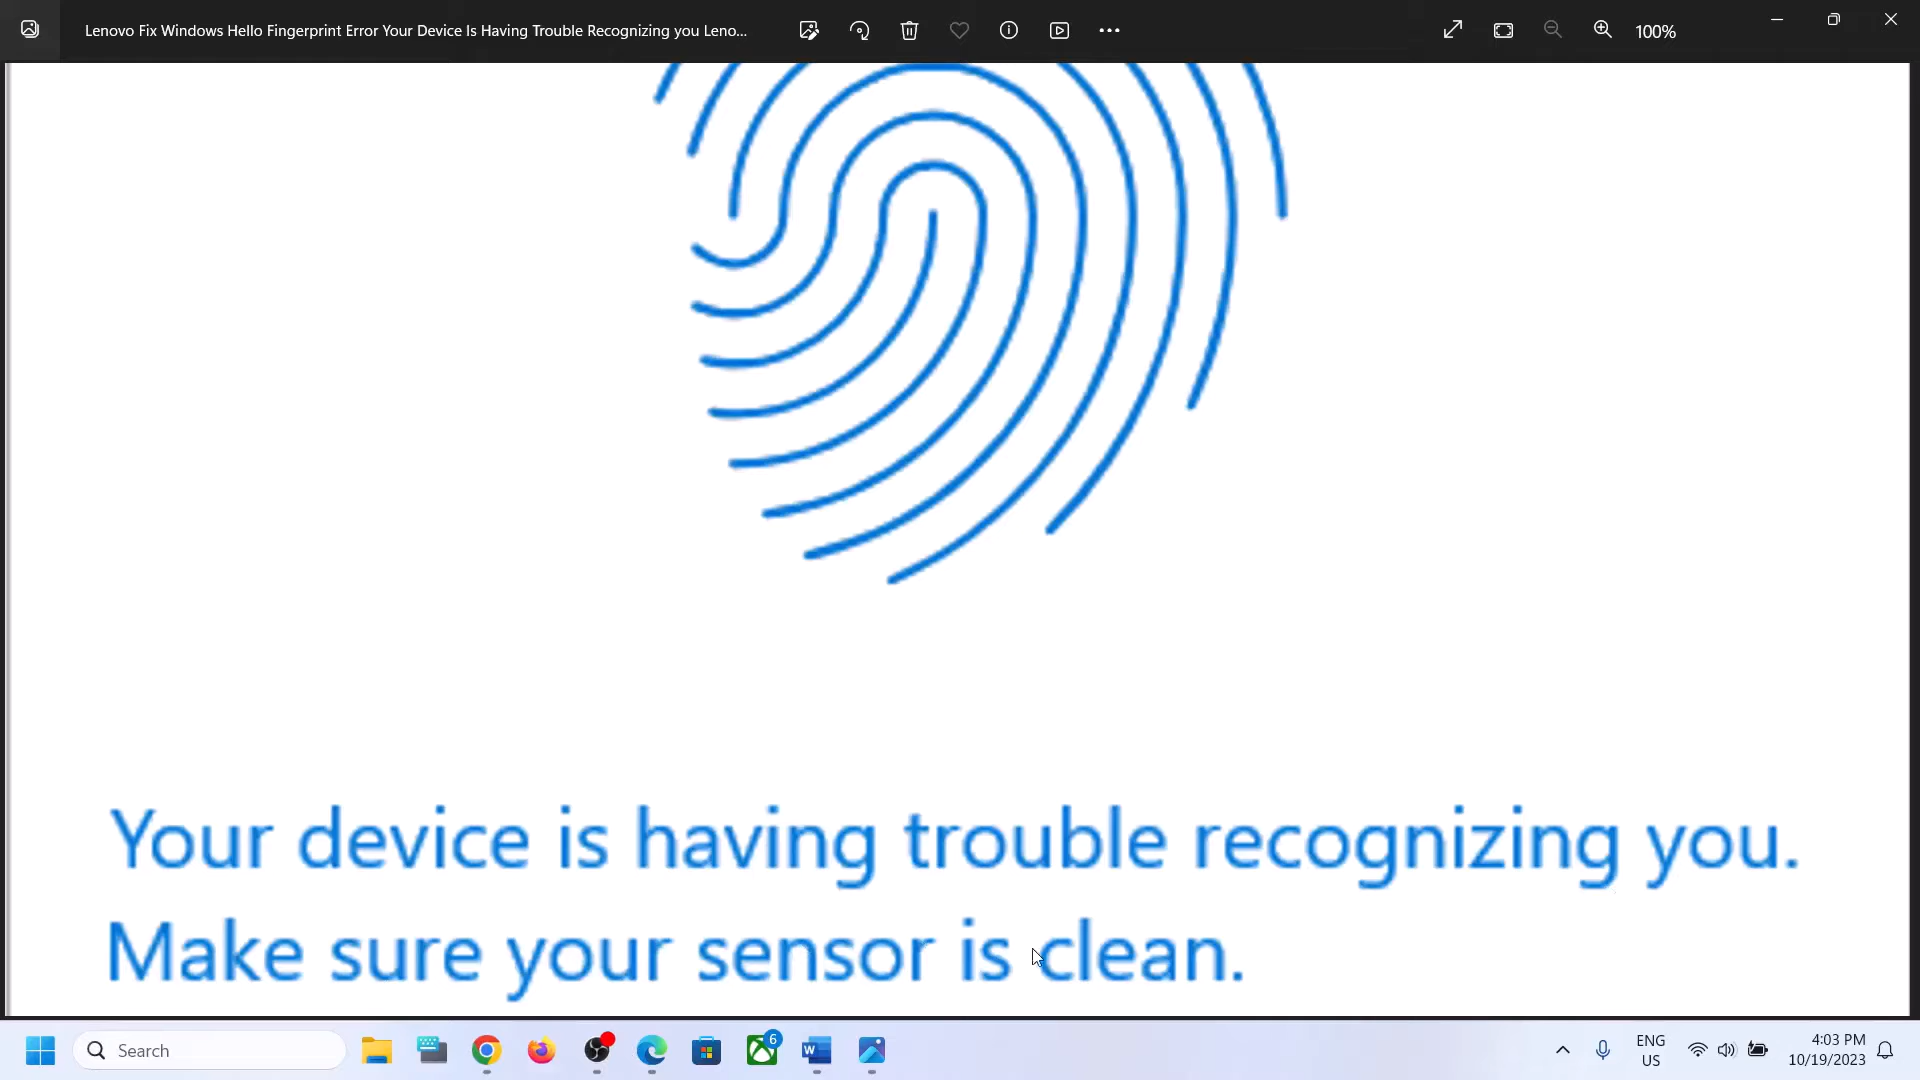 Lenovo Fix Windows Hello Fingerprint Error Your Device Is Having Trouble Recognizing you Leno...
100%
Your device is having trouble recognizing you.
Make sure your sensor is clean.
Search
6
W
ENG
US
4:03 PM
10/19/2023